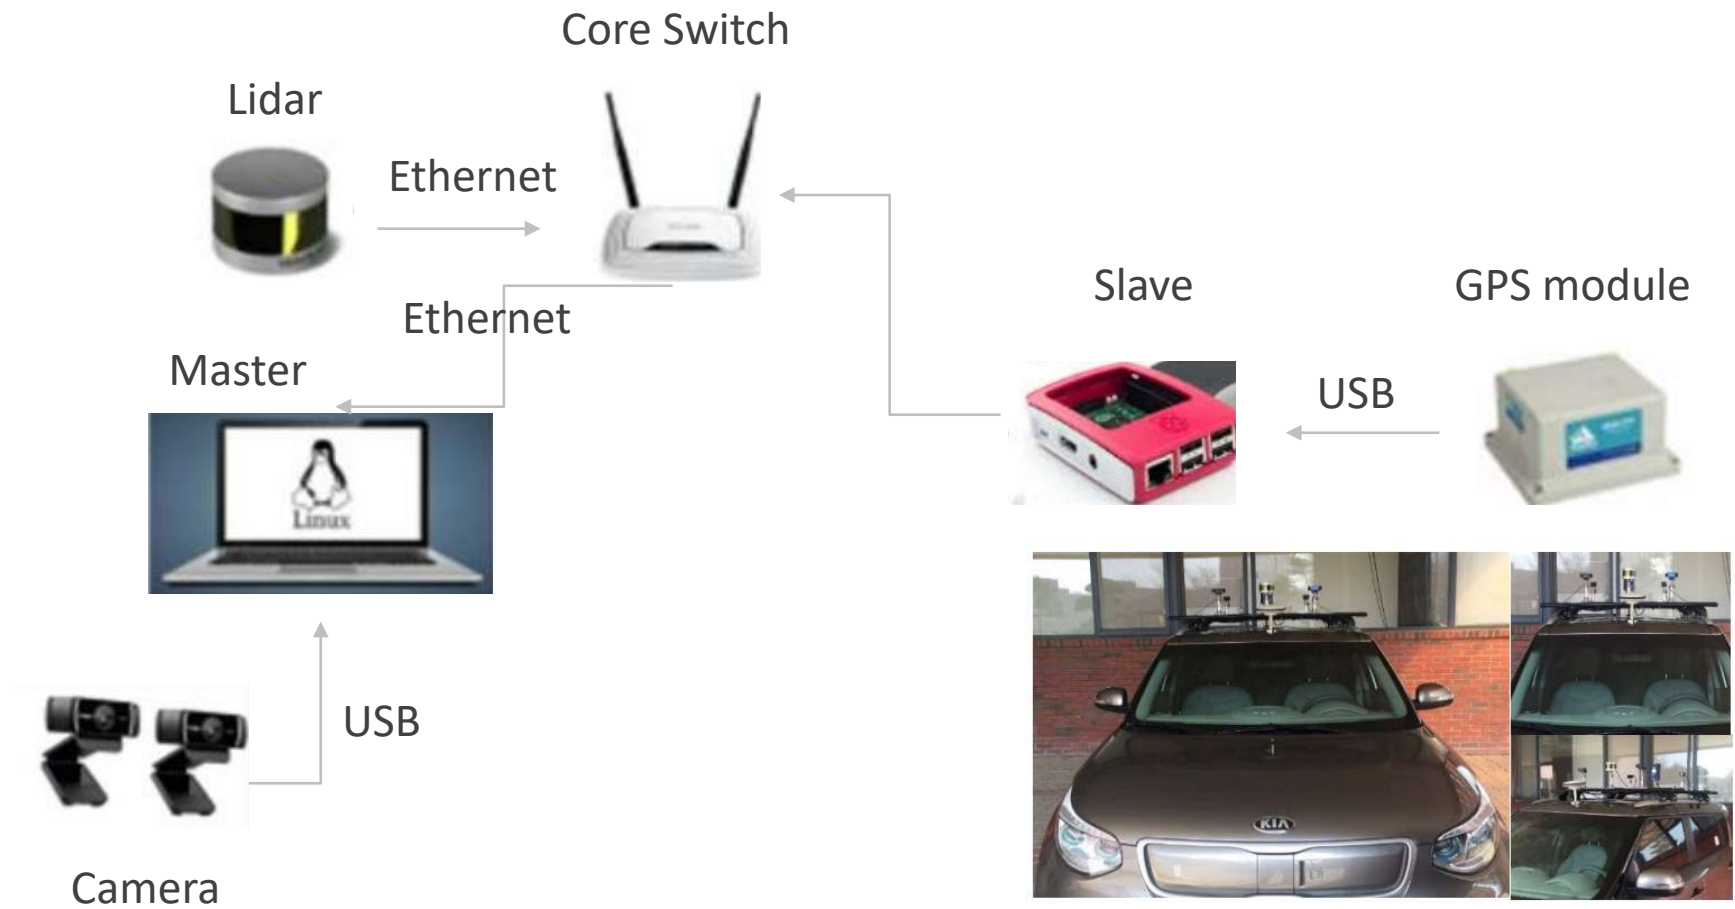 Core Switch
Lidar
Ethernet
Slave
GPS module
Ethernet
Master
USB
Linux
USB
KIA
Camera